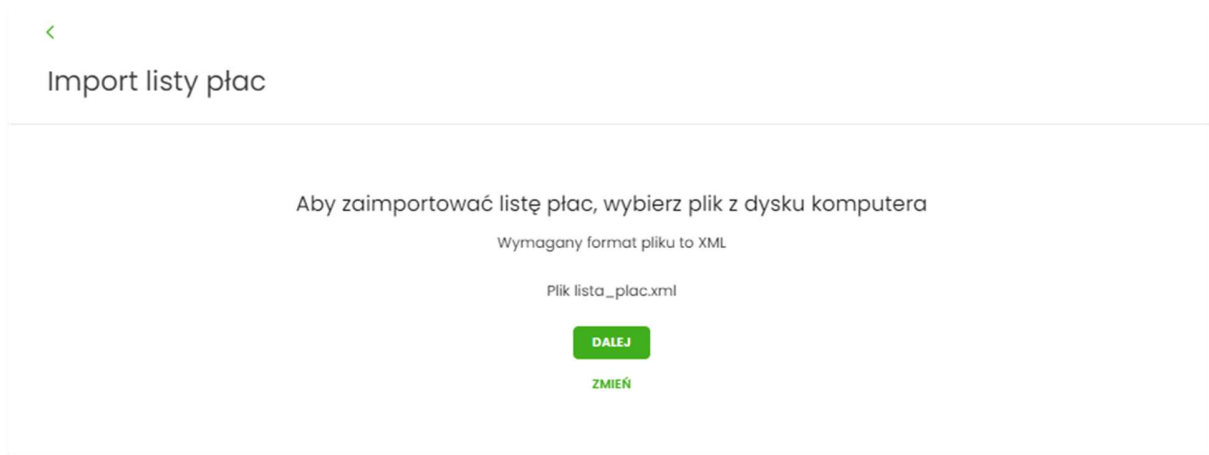 Import listy płac
Aby zaimportować listę płac, wybierz plik z dysku komputera
Wymagany format pliku to XML
Plik lista_plac.xml
DALEJ
ZMIEŃ